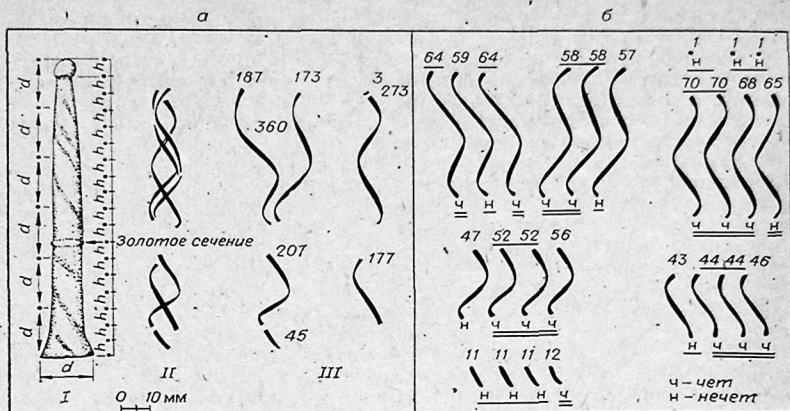 а б
64 59 64 58 58 57 1 1 1
н н н
187 173 3 273 70 70 68 65
360
ч н ч ч ч н ч ч ч н
Золотое сечение
207 177 47 52 52 56 43 44 44 46
45
н ч ч ч н ч ч ч
11 11 11 12
н н н ч
d d d d d d
h h h h h h h h h h h h
d
I II III
0 10 мм
ч – чет
н – нечет